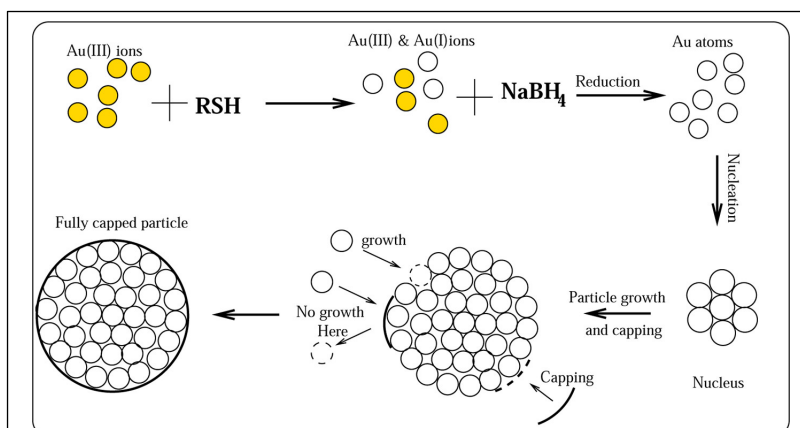 Au(III) ions
Au(III) & Au(I)ions
Au atoms
RSH
NaBH4
Reduction
Nucleation
Fully capped particle
growth
No growth
Here
Particle growth
and capping
Capping
Nucleus